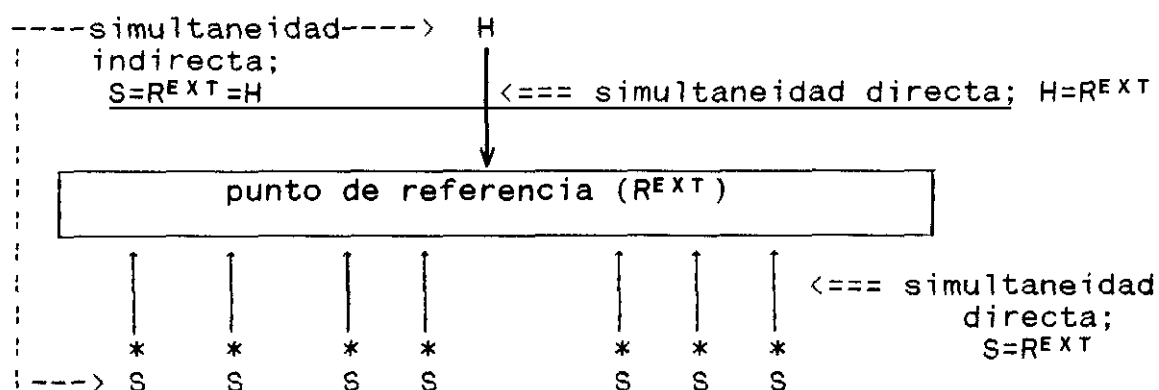 ----simultaneidad----> H
indirecta;
S=R^EXT=H <=== simultaneidad directa; H=R^EXT
punto de referencia (R^EXT)
<=== simultaneidad
directa;
* * * * * * * S=R^EXT
---> S S S S S S S